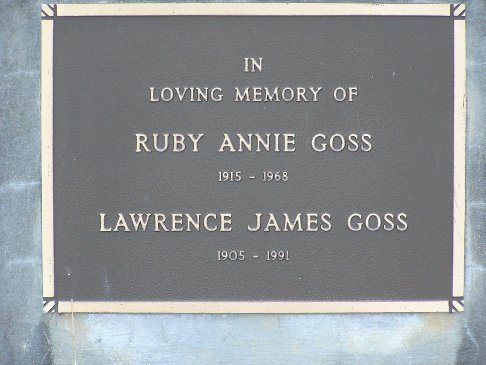 IN
LOVING MEMORY OF
RUBY ANNIE GOSS
1915 - 1968
LAWRENCE JAMES GOSS
1905 - 1991